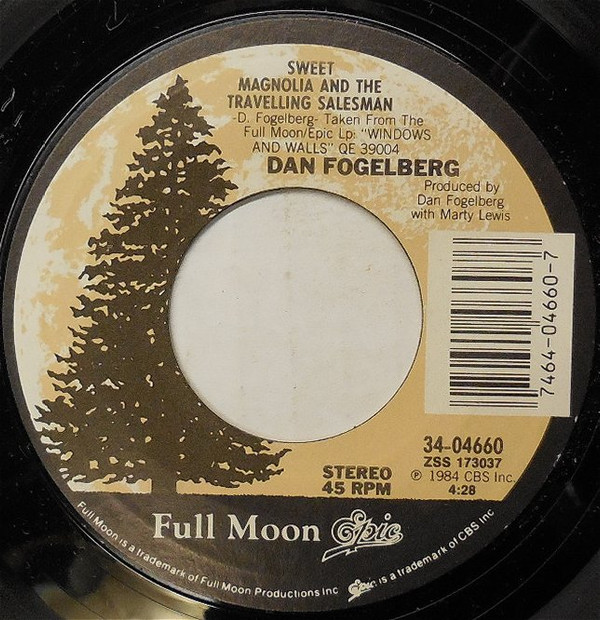 SWEET
MAGNOLIA AND THE
TRAVELLING SALESMAN
-D. Fogelberg- Taken From The
Full Moon/Epic Lp: "WINDOWS
AND WALLS" QE 39004
DAN FOGELBERG
Produced by
Dan Fogelberg
with Marty Lewis
7464-04660-7
34-04660
ZSS 173037
℗ 1984 CBS Inc.
4:28
STEREO
45 RPM
Full Moon Epic
Full Moon is a trademark of Full Moon Productions Inc Epic is a trademark of CBS Inc